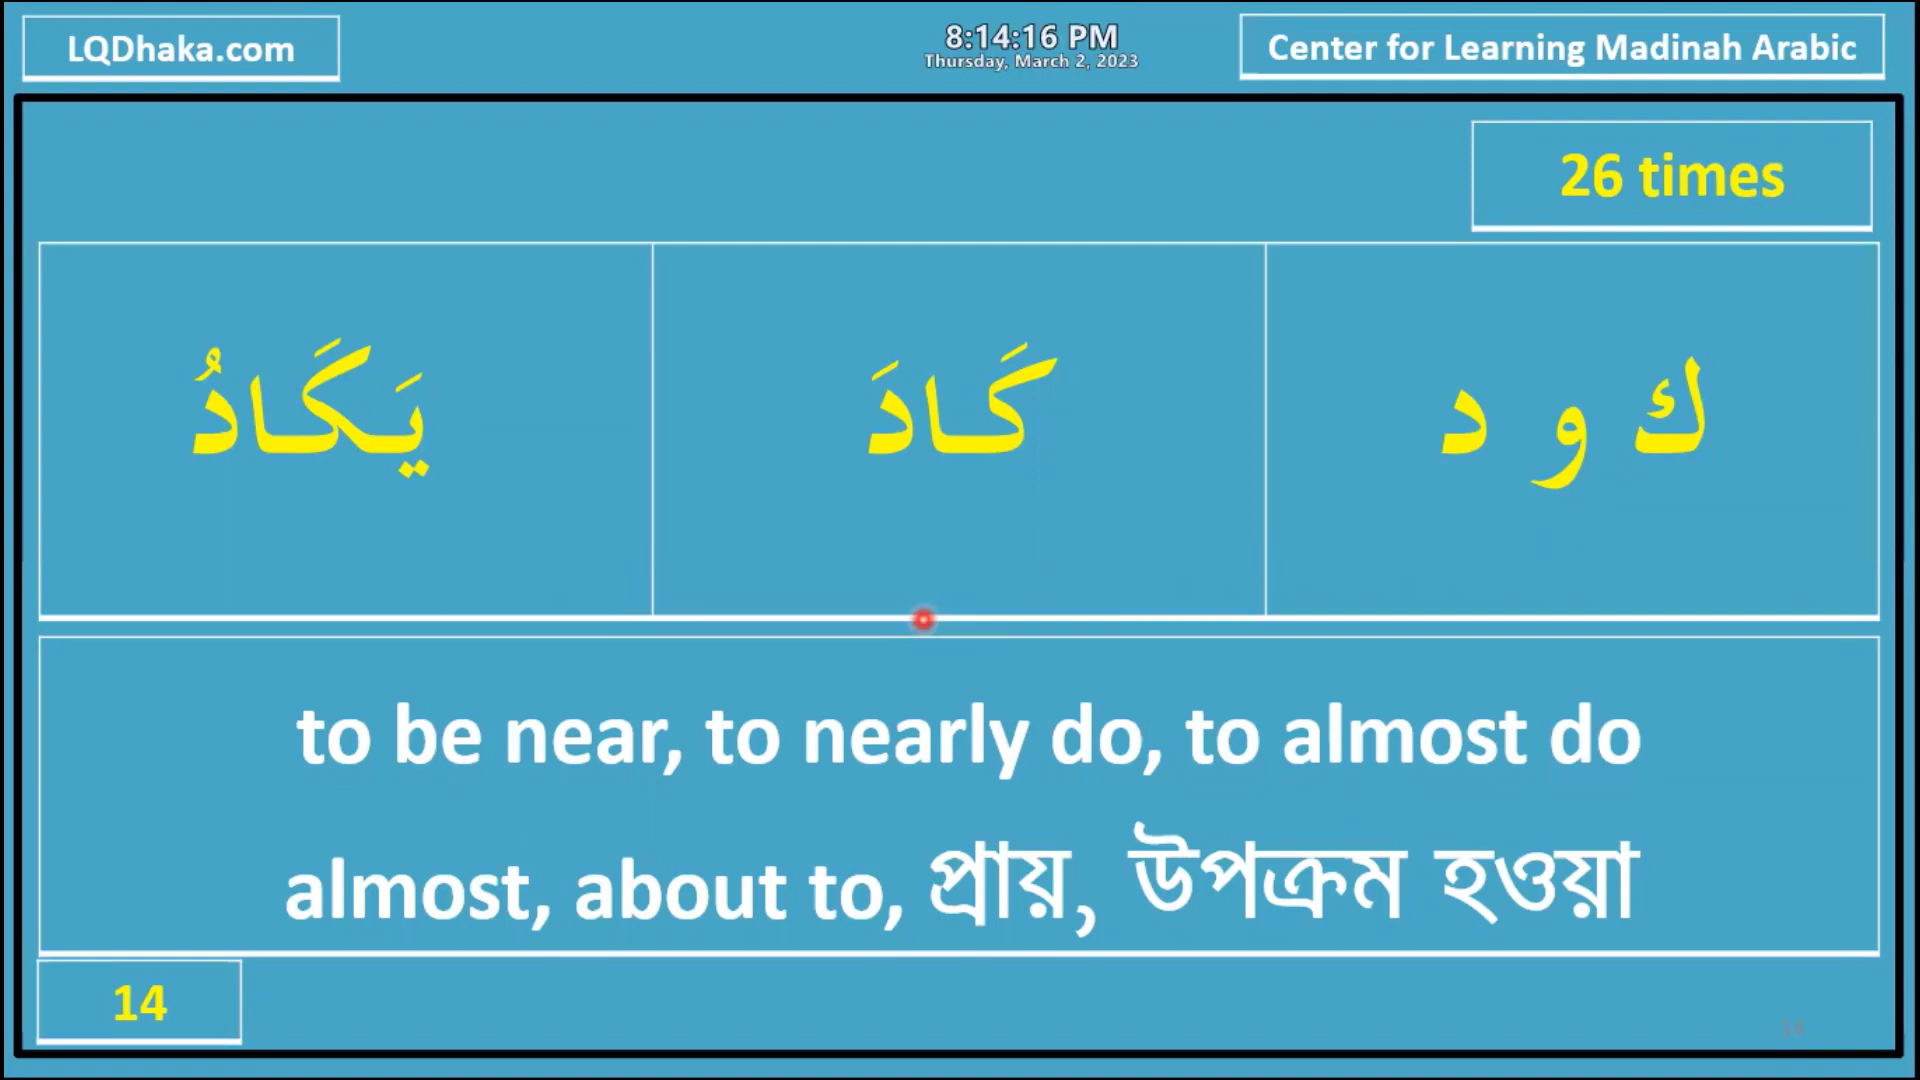 LQDhaka.com
8:14:16 PM
Thursday, March 2, 2023
Center for Learning Madinah Arabic
26 times
ك و د
كَادَ
يَكَادُ
to be near, to nearly do, to almost do
almost, about to, প্রায়, উপক্রম হওয়া
14
14